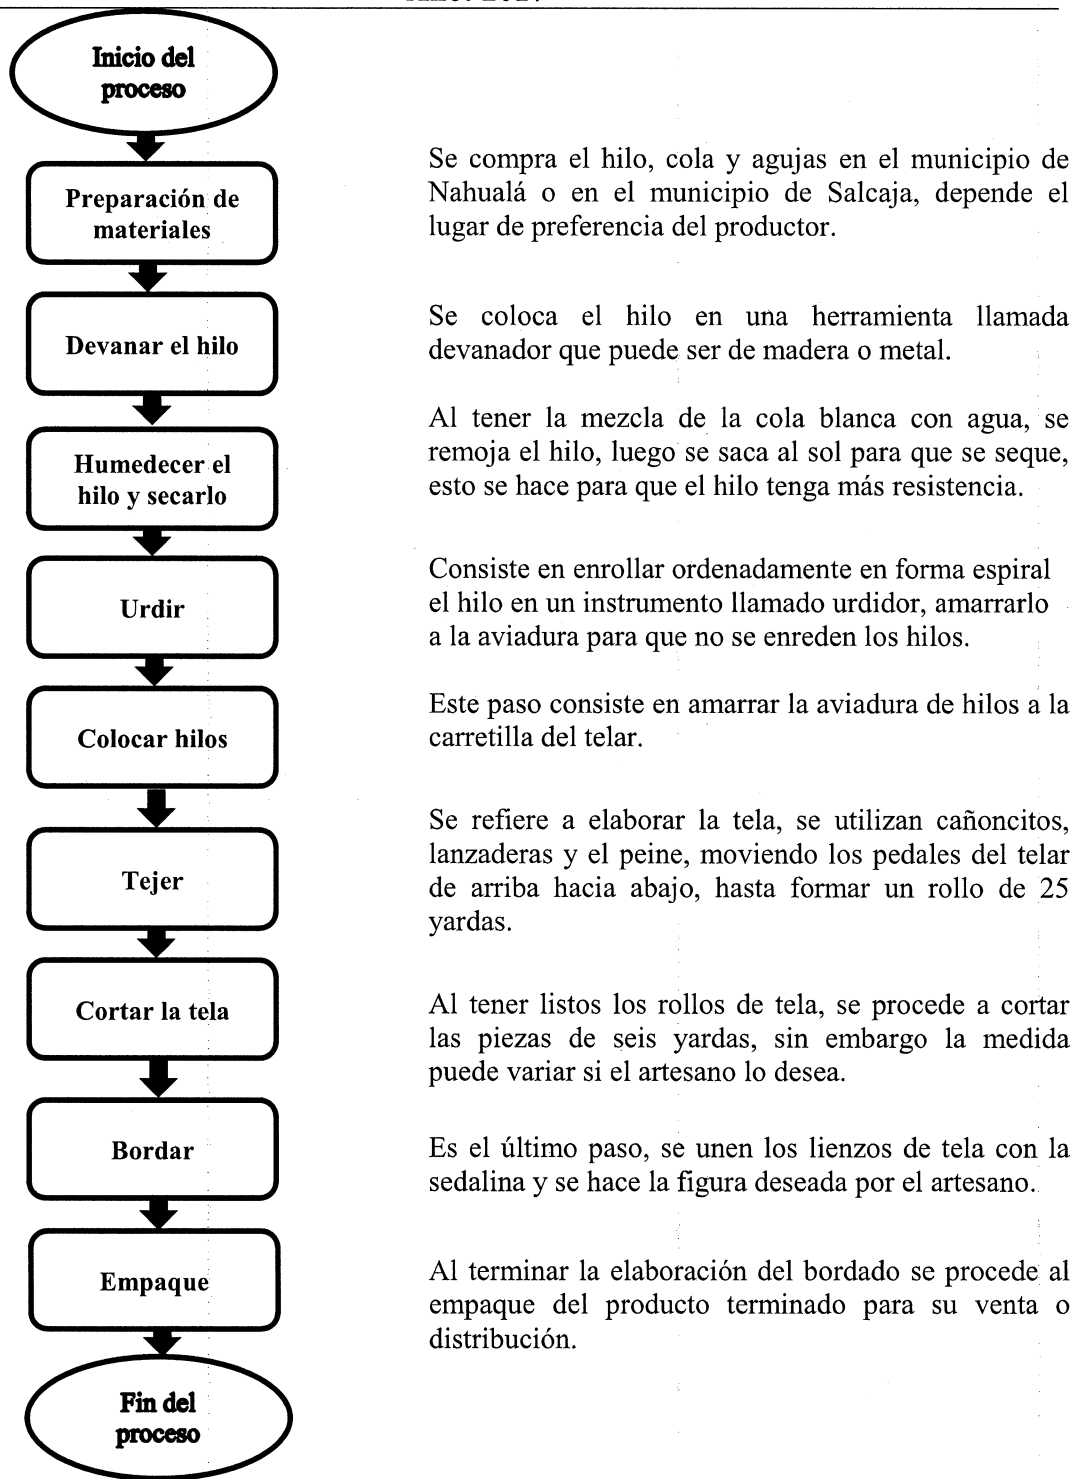 Inicio del
proceso
Preparación de
materiales
Se compra el hilo, cola y agujas en el municipio de
Nahualá o en el municipio de Salcaja, depende el
lugar de preferencia del productor.
Devanar el hilo
Se coloca el hilo en una herramienta llamada
devanador que puede ser de madera o metal.
Humedecer el
hilo y secarlo
Al tener la mezcla de la cola blanca con agua, se
remoja el hilo, luego se saca al sol para que se seque,
esto se hace para que el hilo tenga más resistencia.
Urdir
Consiste en enrollar ordenadamente en forma espiral
el hilo en un instrumento llamado urdidor, amarrarlo
a la aviadura para que no se enreden los hilos.
Colocar hilos
Este paso consiste en amarrar la aviadura de hilos a la
carretilla del telar.
Tejer
Se refiere a elaborar la tela, se utilizan cañoncitos,
lanzaderas y el peine, moviendo los pedales del telar
de arriba hacia abajo, hasta formar un rollo de 25
yardas.
Cortar la tela
Al tener listos los rollos de tela, se procede a cortar
las piezas de seis yardas, sin embargo la medida
puede variar si el artesano lo desea.
Bordar
Es el último paso, se unen los lienzos de tela con la
sedalina y se hace la figura deseada por el artesano.
Empaque
Al terminar la elaboración del bordado se procede al
empaque del producto terminado para su venta o
distribución.
Fin del
proceso